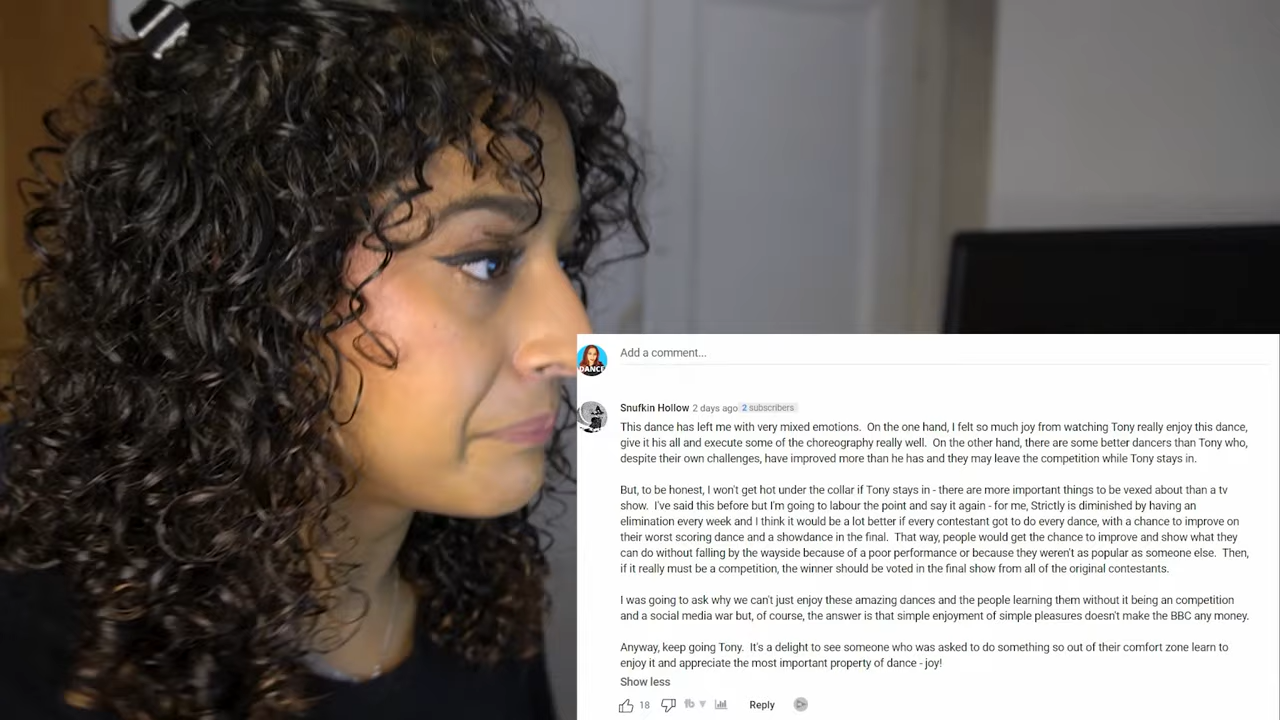 Add a comment...
DANCE
Snufkin Hollow 2 days ago 2 subscribers
This dance has left me with very mixed emotions. On the one hand, I felt so much joy from watching Tony really enjoy this dance,
give it his all and execute some of the choreography really well. On the other hand, there are some better dancers than Tony who,
despite their own challenges, have improved more than he has and they may leave the competition while Tony stays in.
But, to be honest, I won't get hot under the collar if Tony stays in - there are more important things to be vexed about than a tv
show. I've said this before but I'm going to labour the point and say it again - for me, Strictly is diminished by having an
elimination every week and I think it would be a lot better if every contestant got to do every dance, with a chance to improve on
their worst scoring dance and a showdance in the final. That way, people would get the chance to improve and show what they
can do without falling by the wayside because of a poor performance or because they weren't as popular as someone else. Then,
if it really must be a competition, the winner should be voted in the final show from all of the original contestants.
I was going to ask why we can't just enjoy these amazing dances and the people learning them without it being an competition
and a social media war but, of course, the answer is that simple enjoyment of simple pleasures doesn't make the BBC any money.
Anyway, keep going Tony. It's a delight to see someone who was asked to do something so out of their comfort zone learn to
enjoy it and appreciate the most important property of dance - joy!
Show less
18 tb Reply